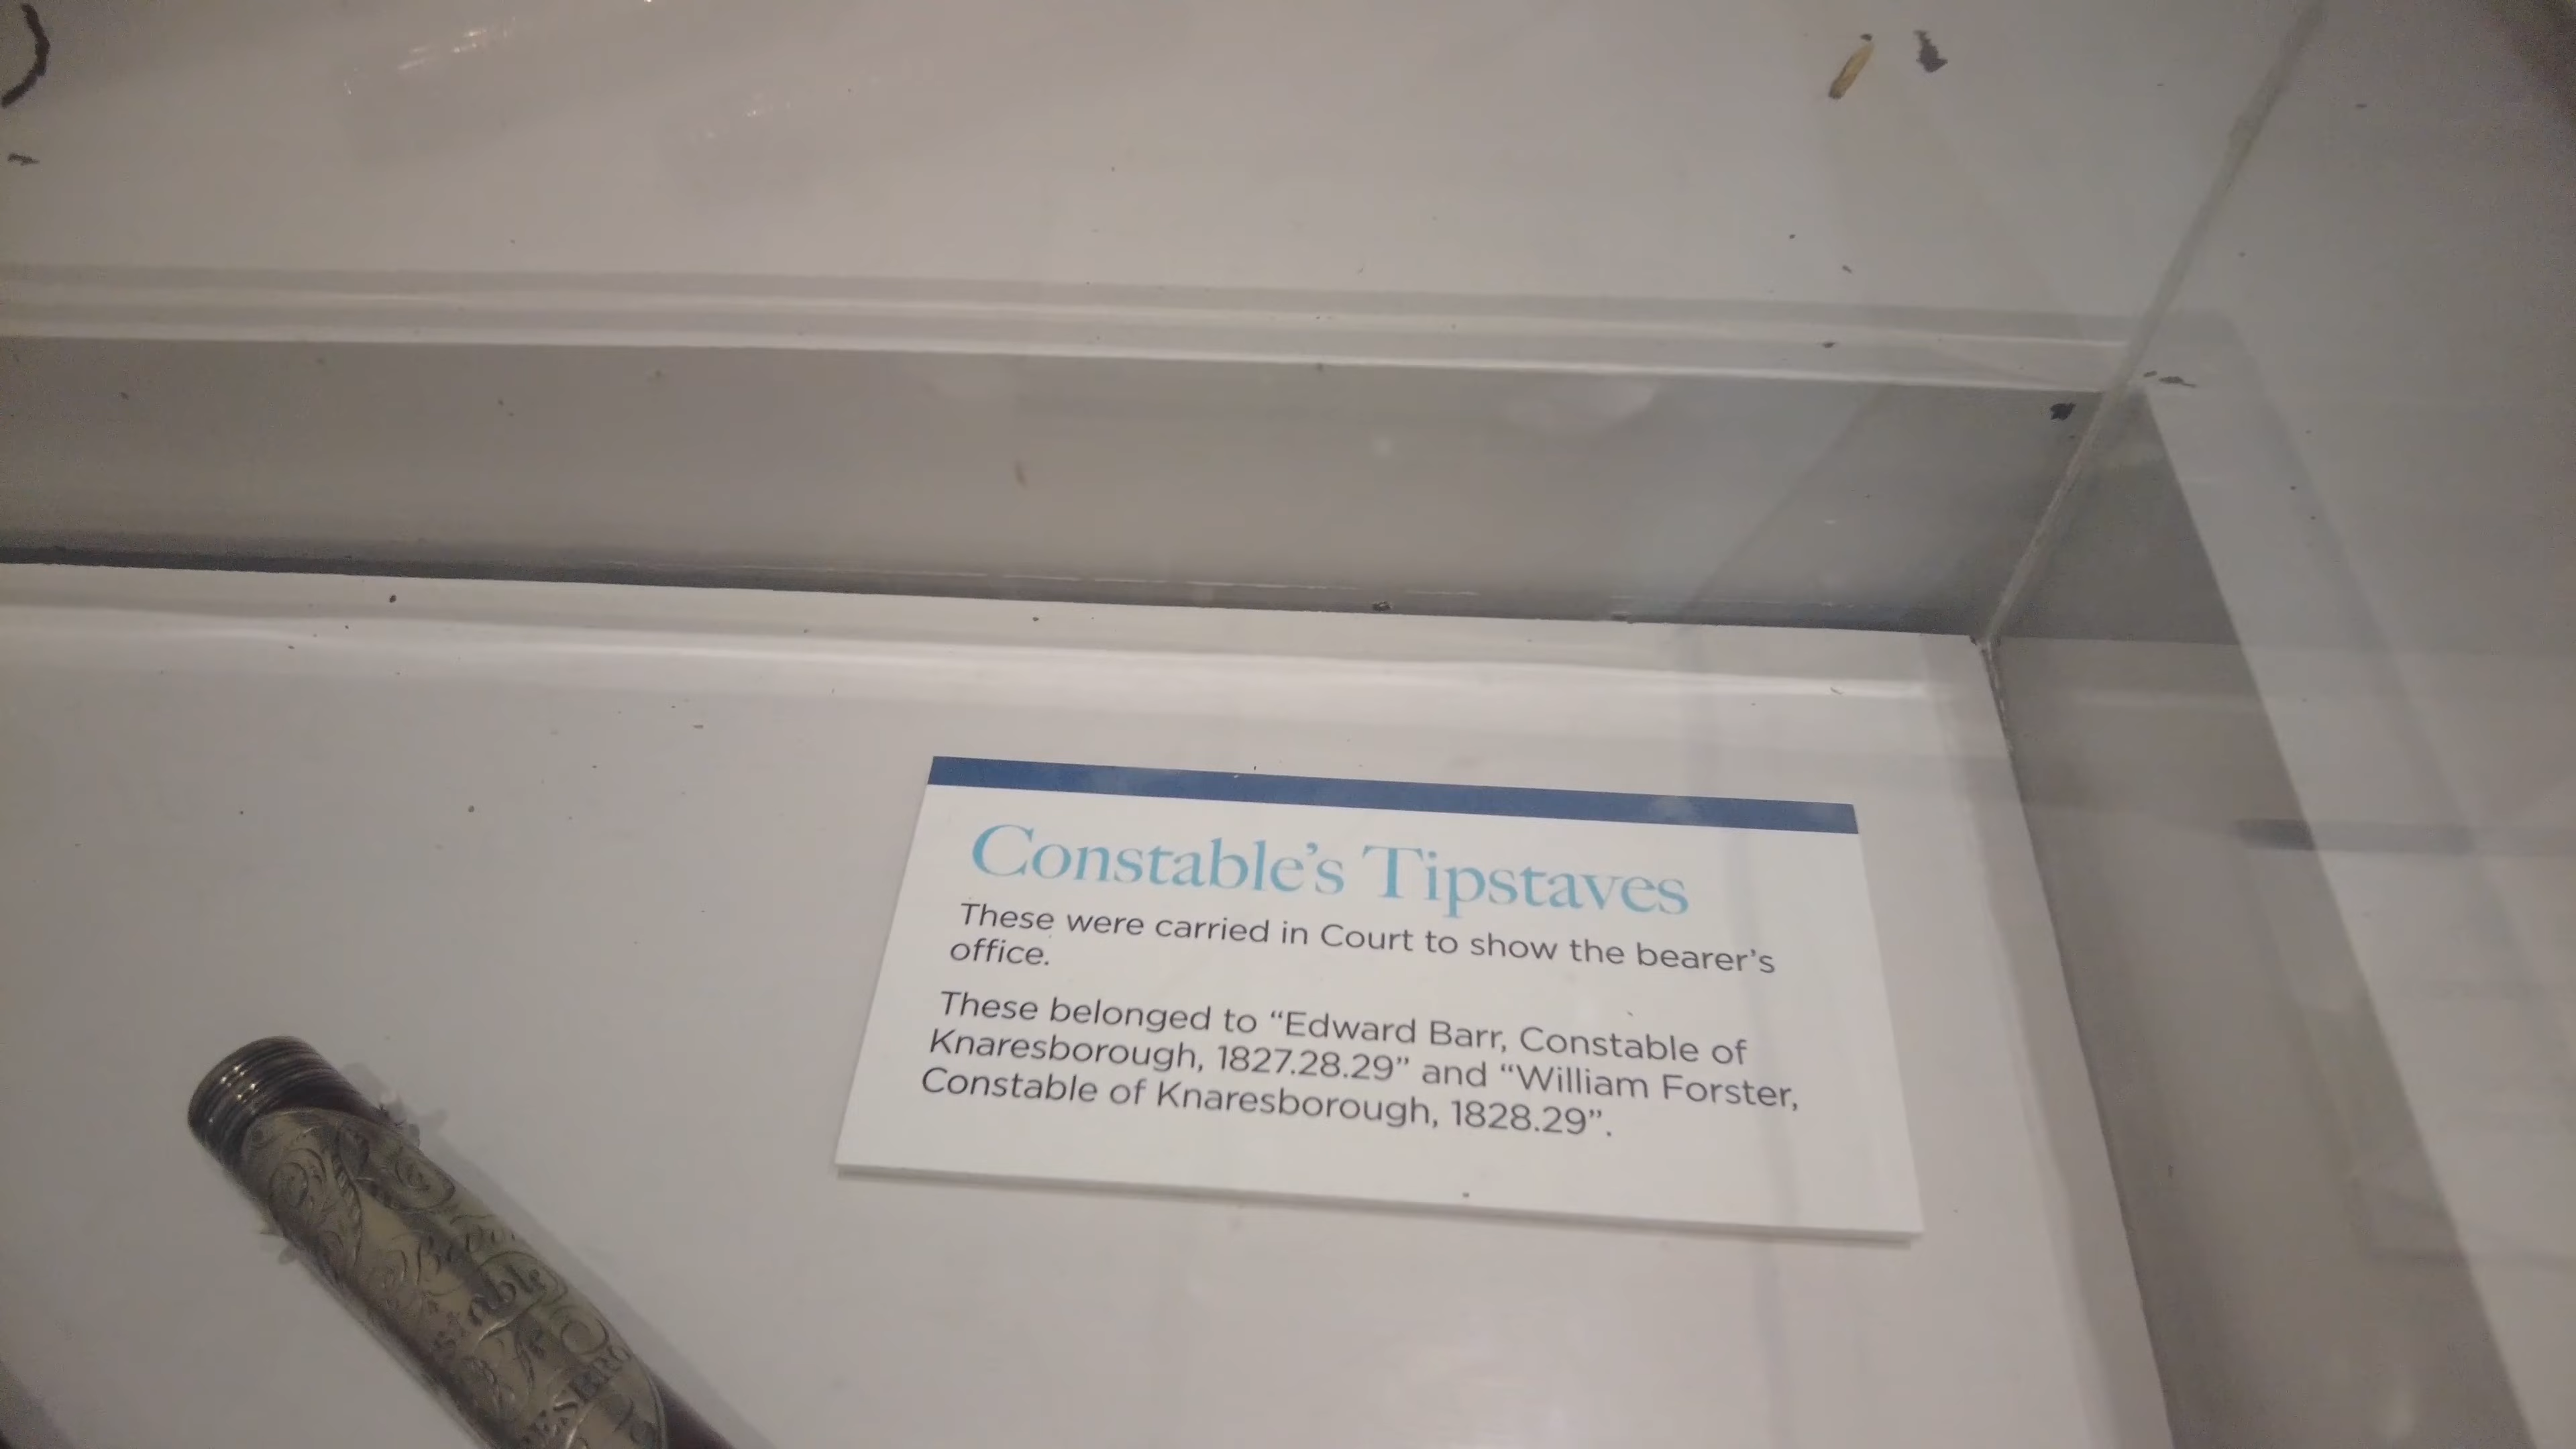 Constable's Tipstaves
These were carried in Court to show the bearer's
office.
These belonged to “Edward Barr, Constable of
Knaresborough, 1827.28.29” and “William Forster,
Constable of Knaresborough, 1828.29”.